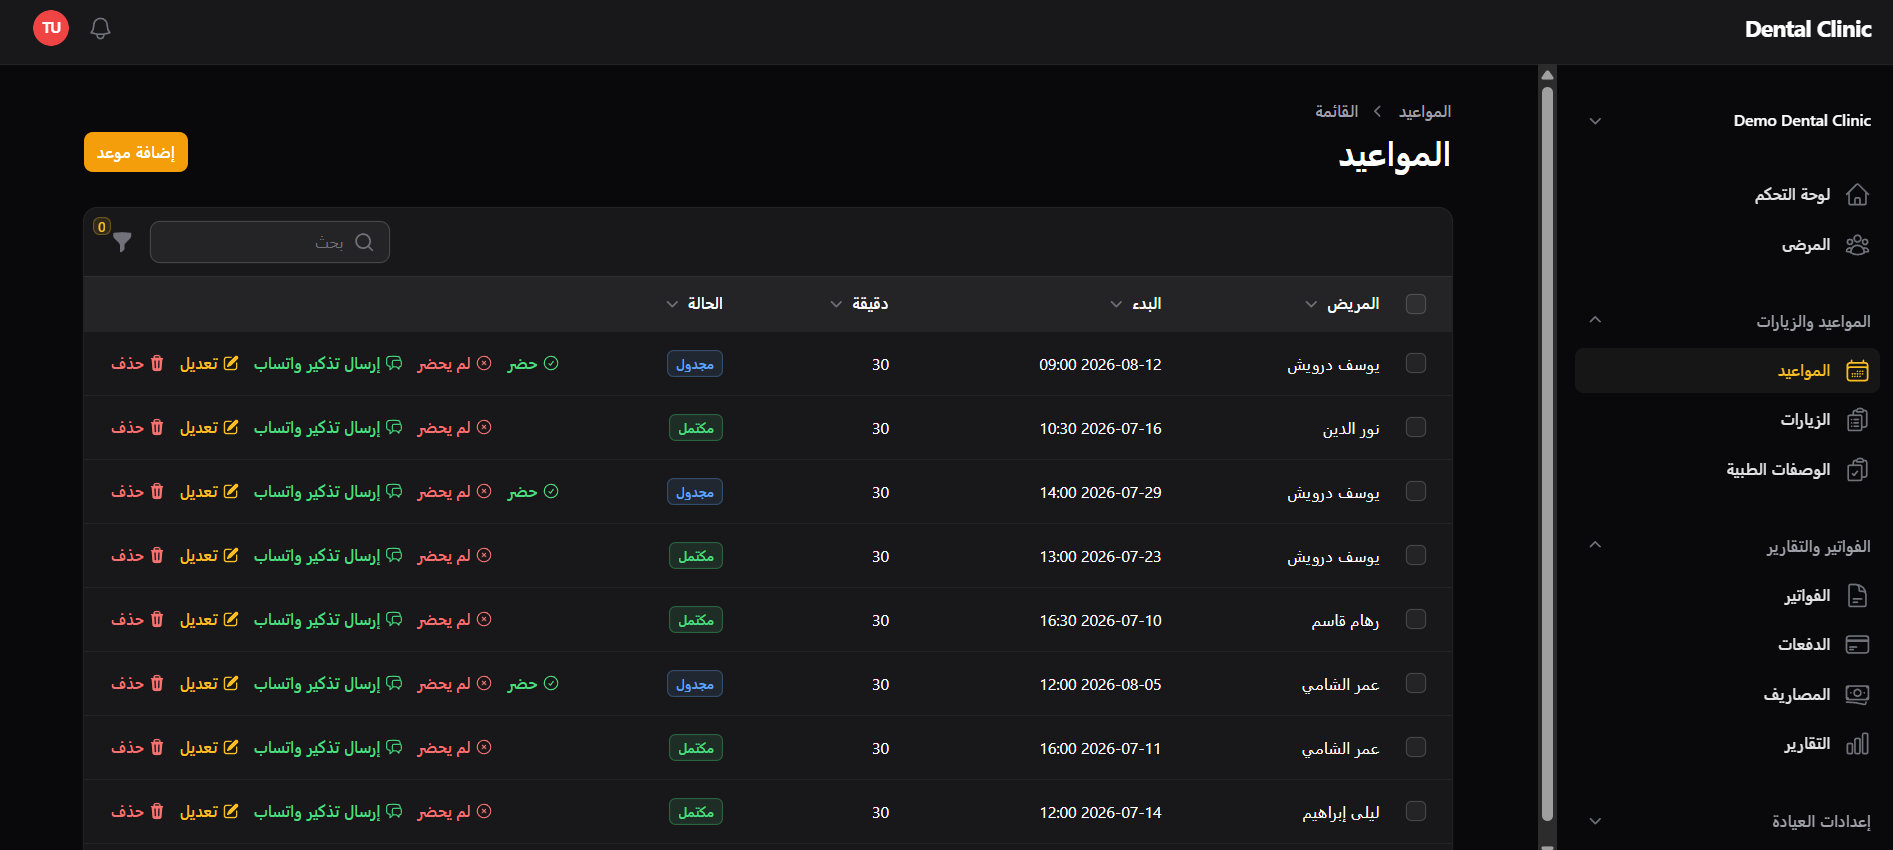 Dental Clinic
TU
Demo Dental Clinic
لوحة التحكم
المرضى
المواعيد والزيارات
المواعيد
الزيارات
الوصفات الطبية
الفواتير والتقارير
الفواتير
الدفعات
المصاريف
التقارير
إعدادات العيادة
المواعيد القائمة
المواعيد
إضافة موعد
بحث
0
المريض البدء دقيقة الحالة
يوسف درويش 2026-08-12 09:00 30 مجدول حضر لم يحضر إرسال تذكير واتساب تعديل حذف
نور الدين 2026-07-16 10:30 30 مكتمل لم يحضر إرسال تذكير واتساب تعديل حذف
يوسف درويش 2026-07-29 14:00 30 مجدول حضر لم يحضر إرسال تذكير واتساب تعديل حذف
يوسف درويش 2026-07-23 13:00 30 مكتمل لم يحضر إرسال تذكير واتساب تعديل حذف
رهام قاسم 2026-07-10 16:30 30 مكتمل لم يحضر إرسال تذكير واتساب تعديل حذف
عمر الشامي 2026-08-05 12:00 30 مجدول حضر لم يحضر إرسال تذكير واتساب تعديل حذف
عمر الشامي 2026-07-11 16:00 30 مكتمل لم يحضر إرسال تذكير واتساب تعديل حذف
ليلى إبراهيم 2026-07-14 12:00 30 مكتمل لم يحضر إرسال تذكير واتساب تعديل حذف